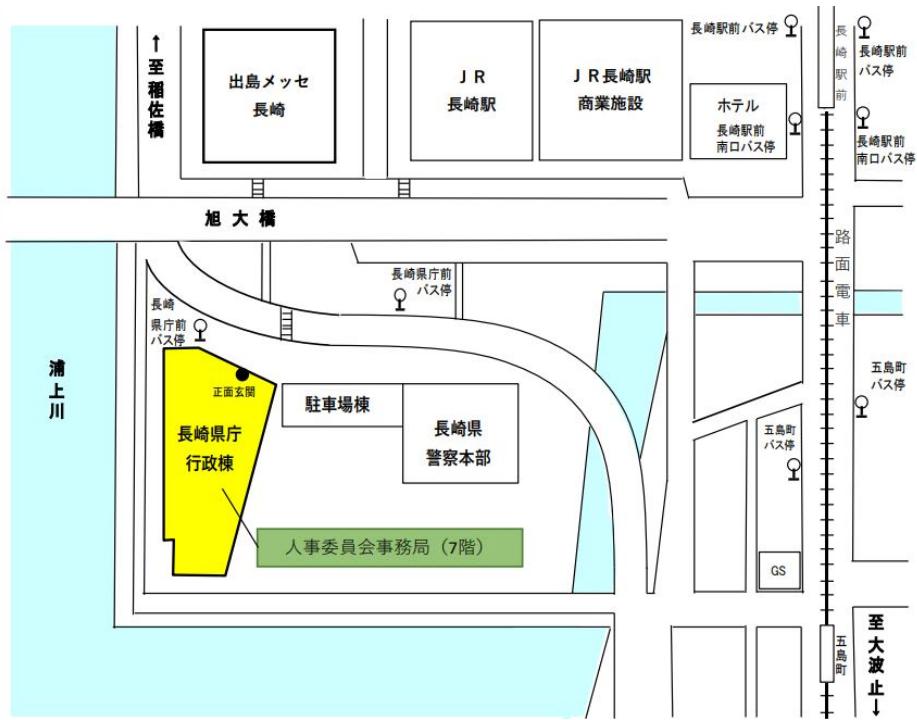 長崎駅前バス停
長崎駅前
長崎駅前
バス停
↑至稲佐橋
出島メッセ
長崎
ＪＲ
長崎駅
ＪＲ長崎駅
商業施設
ホテル
長崎駅前
南口バス停
長崎駅前
南口バス停
旭大橋
路面電車
長崎県庁前
バス停
長崎
県庁前
バス停
浦上川
正面玄関
駐車場棟
長崎県
警察本部
長崎県庁
行政棟
五島町
バス停
五島町
バス停
人事委員会事務局（7階）
GS
五島町
至大波止↓